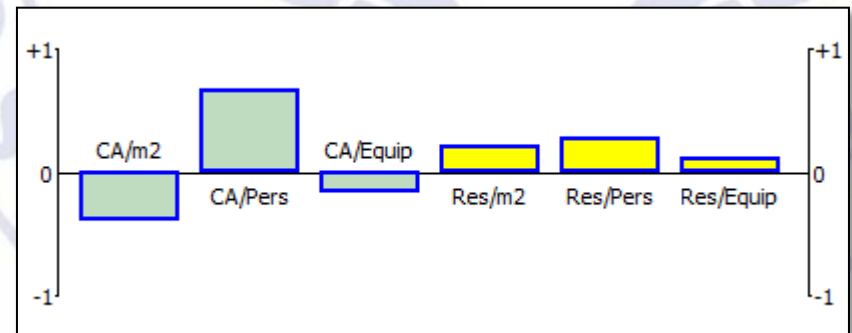 +1 +1
CA/m2 CA/Equip
0 0
CA/Pers Res/m2 Res/Pers Res/Equip
-1 -1